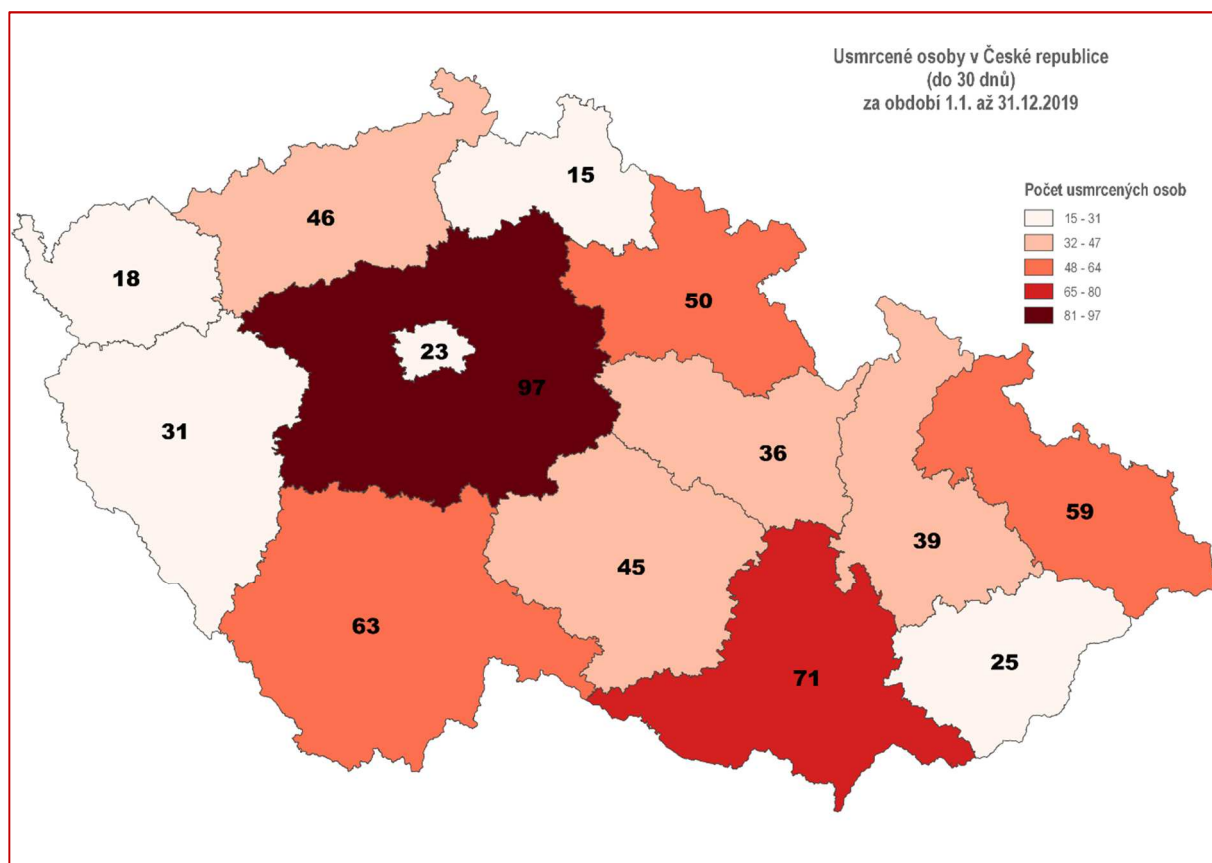 Usmrcené osoby v České republice
(do 30 dnů)
za období 1.1. až 31.12.2019
Počet usmrcených osob
15 - 31
32 - 47
48 - 64
65 - 80
81 - 97
15
46
18
50
23
97
31
36
59
39
45
63
25
71